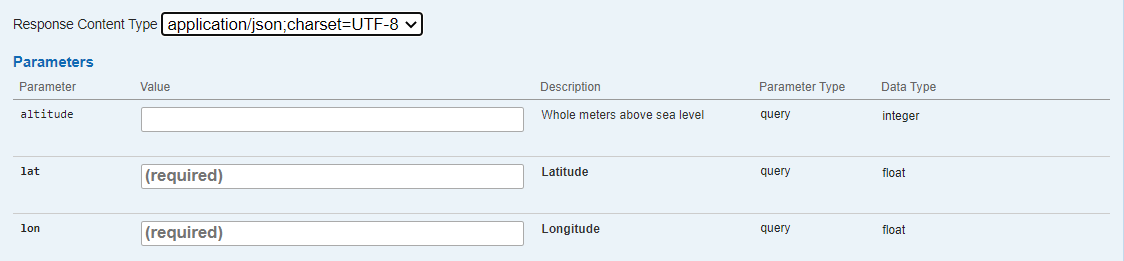 Response Content Type application/json;charset=UTF-8
Parameters
Parameter Value Description Parameter Type Data Type
altitude Whole meters above sea level query integer
lat (required) Latitude query float
lon (required) Longitude query float